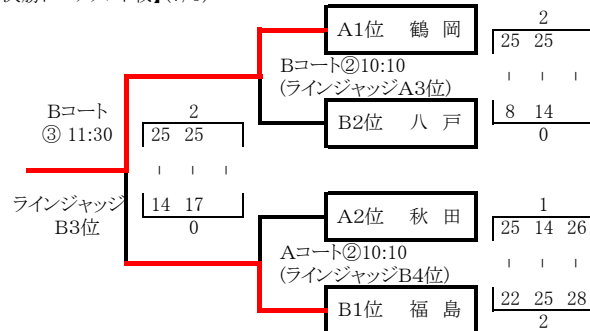 A1位 鶴 岡
2
25 25
Bコート②10:10
(ラインジャッジA3位)
B2位 八 戸
8 14
0
Bコート
③ 11:30
2
25 25
ラインジャッジ
B3位
14 17
0
A2位 秋 田
1
25 14 26
Aコート②10:10
(ラインジャッジB4位)
B1位 福 島
22 25 28
2